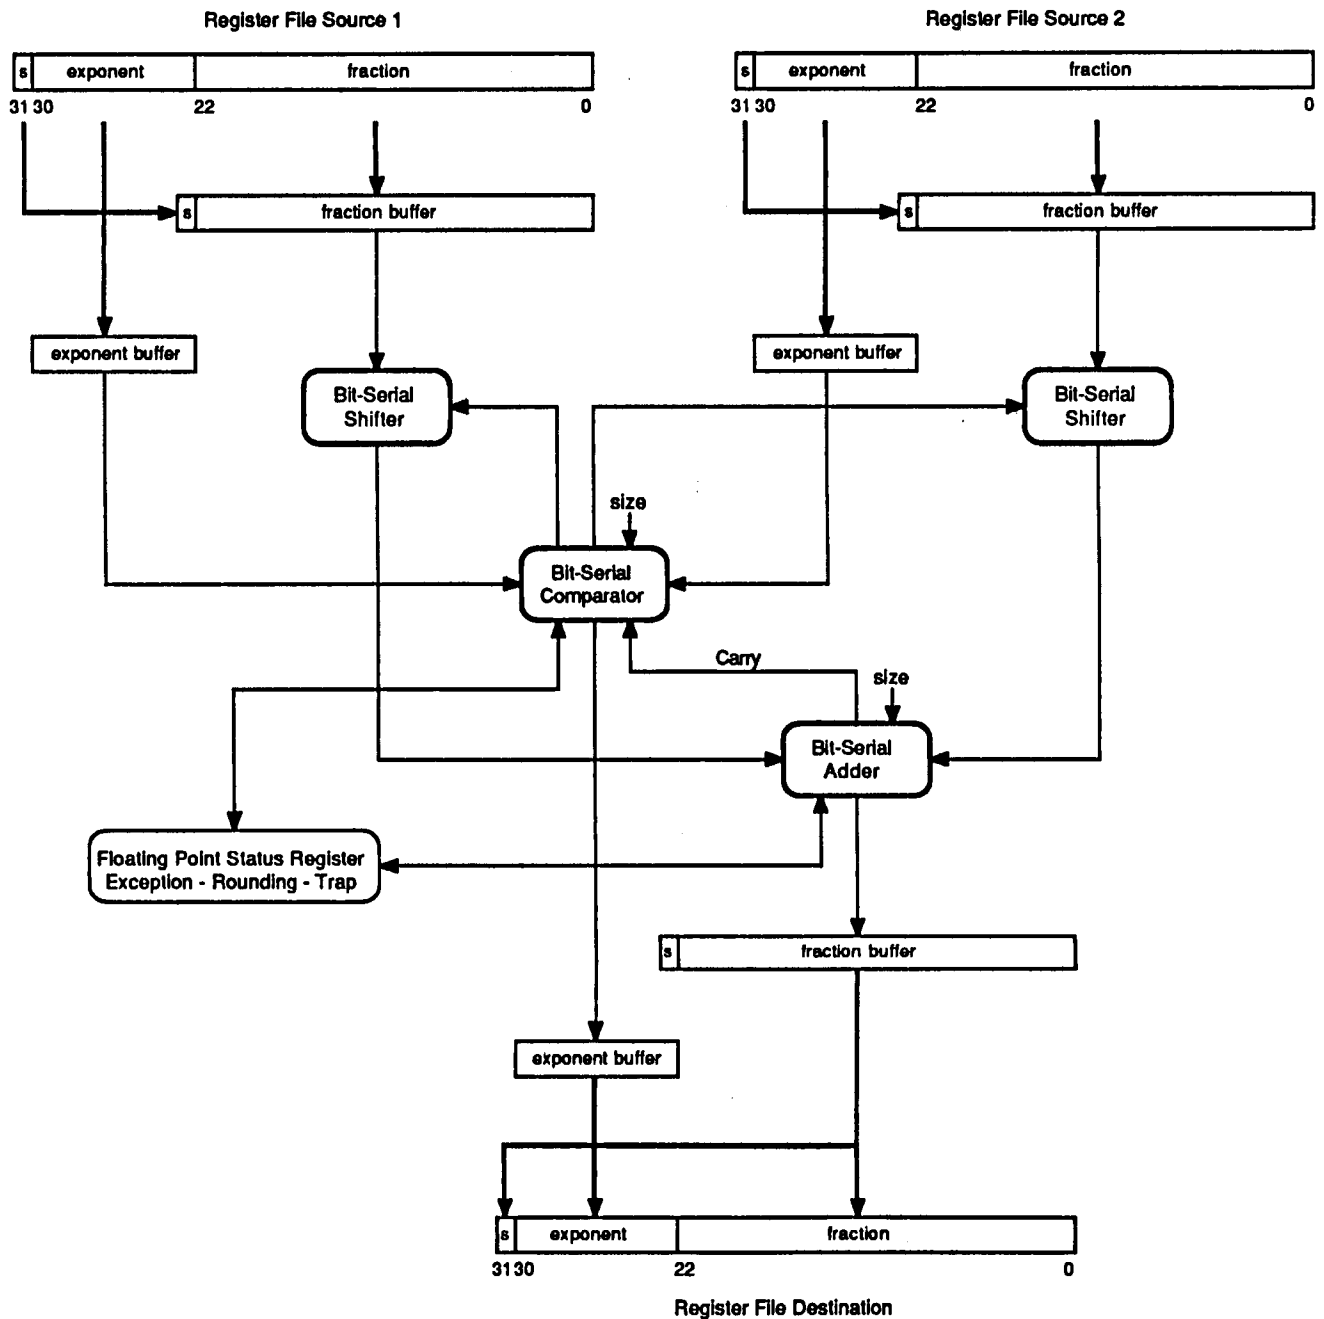 Register File Source 1
Register File Source 2
s exponent fraction
s exponent fraction
31 30 22 0
31 30 22 0
s fraction buffer
s fraction buffer
exponent buffer
exponent buffer
Bit-Serial
Shifter
Bit-Serial
Shifter
size
Bit-Serial
Comparator
Carry
size
Bit-Serial
Adder
Floating Point Status Register
Exception - Rounding - Trap
s fraction buffer
exponent buffer
s exponent fraction
31 30 22 0
Register File Destination